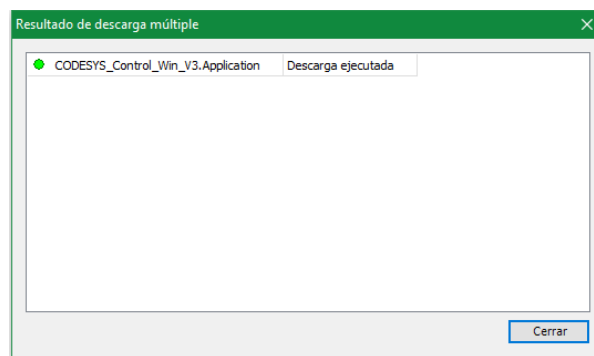 Resultado de descarga múltiple
CODESYS_Control_Win_V3.Application Descarga ejecutada
Cerrar